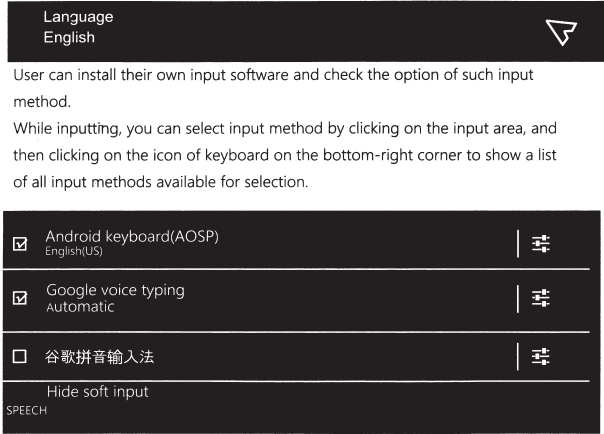 Language
English
User can install their own input software and check the option of such input
method.
While inputting, you can select input method by clicking on the input area, and
then clicking on the icon of keyboard on the bottom-right corner to show a list
of all input methods available for selection.
Android keyboard(AOSP)
English(US)
Google voice typing
Automatic
谷歌拼音输入法
Hide soft input
SPEECH